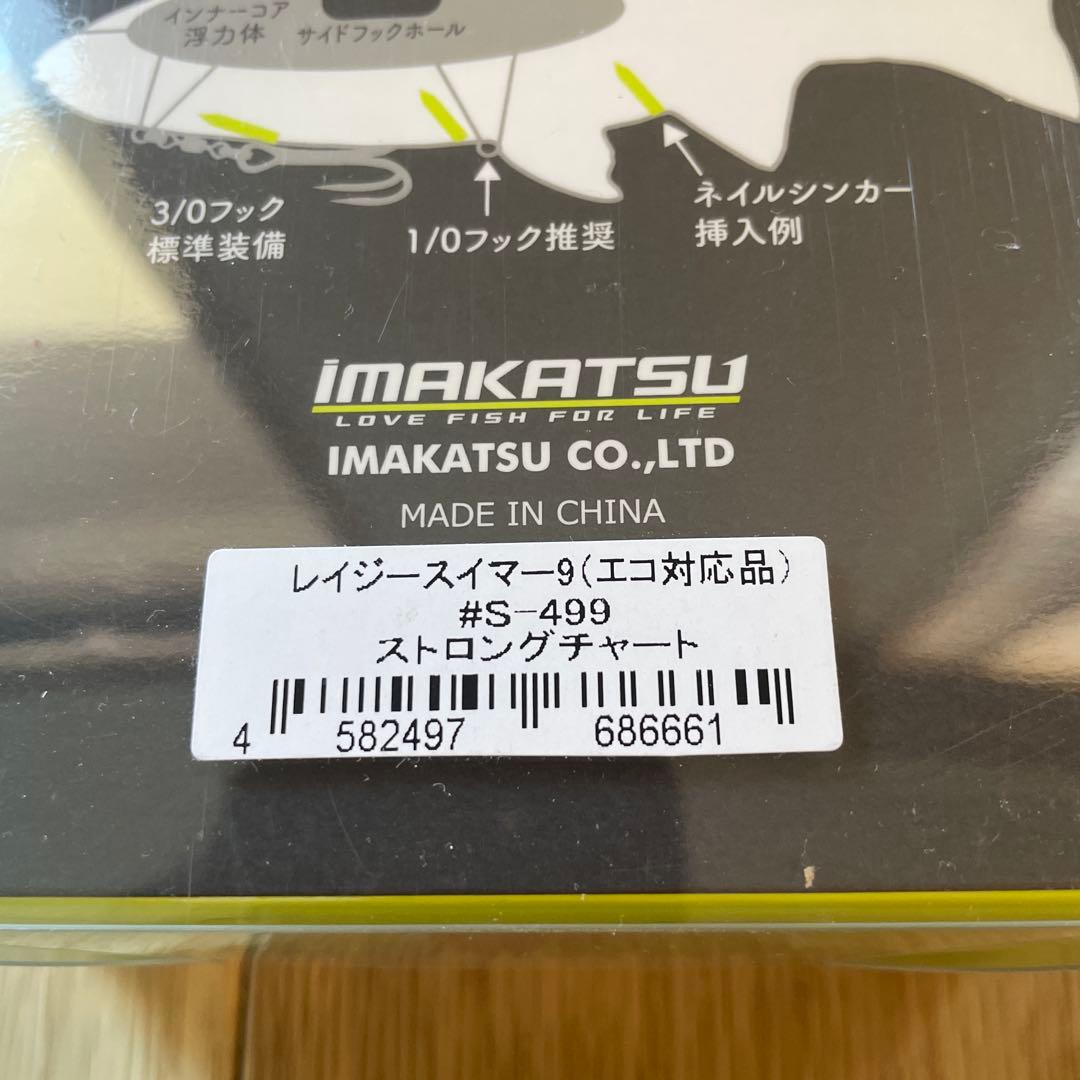 インナーコア
浮力体
サイドフックホール
3/0フック
標準装備
1/0フック推奨
ネイルシンカー
挿入例
iMAKATSU
LOVE FISH FOR LIFE
IMAKATSU CO.,LTD
MADE IN CHINA
レイジースイマー9(エコ対応品)
#S-499
ストロングチャート
4 582497 686661